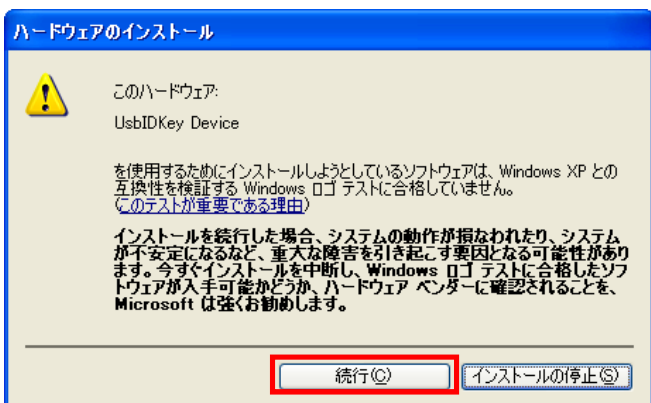 ハードウェアのインストール
このハードウェア:
UsbIDKey Device
を使用するためにインストールしようとしているソフトウェアは、Windows XP との
互換性を検証する Windows ロゴ テストに合格していません。
(このテストが重要である理由)
インストールを続行した場合、システムの動作が損なわれたり、システム
が不安定になるなど、重大な障害を引き起こす要因となる可能性があり
ます。今すぐインストールを中断し、Windows ロゴ テストに合格したソフ
トウェアが入手可能かどうか、ハードウェア ベンダーに確認されることを、
Microsoft は強くお勧めします。
続行(C)
インストールの停止(S)